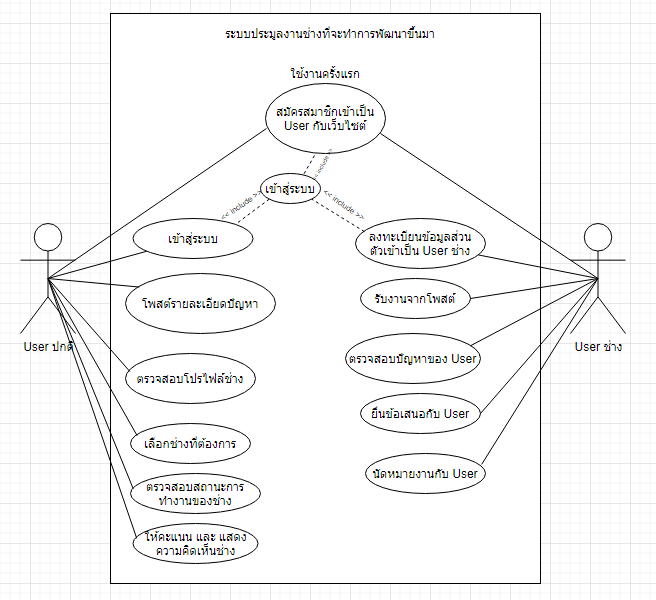 ระบบประมูลงานช่างที่จะทำการพัฒนาขึ้นมา
ใช้งานครั้งแรก
สมัครสมาชิกเข้าเป็น
User กับเว็บไซต์
<< include >>
เข้าสู่ระบบ
<< include >>
<< include >>
เข้าสู่ระบบ
ลงทะเบียนข้อมูลส่วน
ตัวเข้าเป็น User ช่าง
โพสต์รายละเอียดปัญหา
รับงานจากโพสต์
User ปกติ
User ช่าง
ตรวจสอบปัญหาของ User
ตรวจสอบโปรไฟล์ช่าง
ยื่นข้อเสนอกับ User
เลือกช่างที่ต้องการ
นัดหมายงานกับ User
ตรวจสอบสถานะการ
ทำงานของช่าง
ให้คะแนน และ แสดง
ความคิดเห็นช่าง